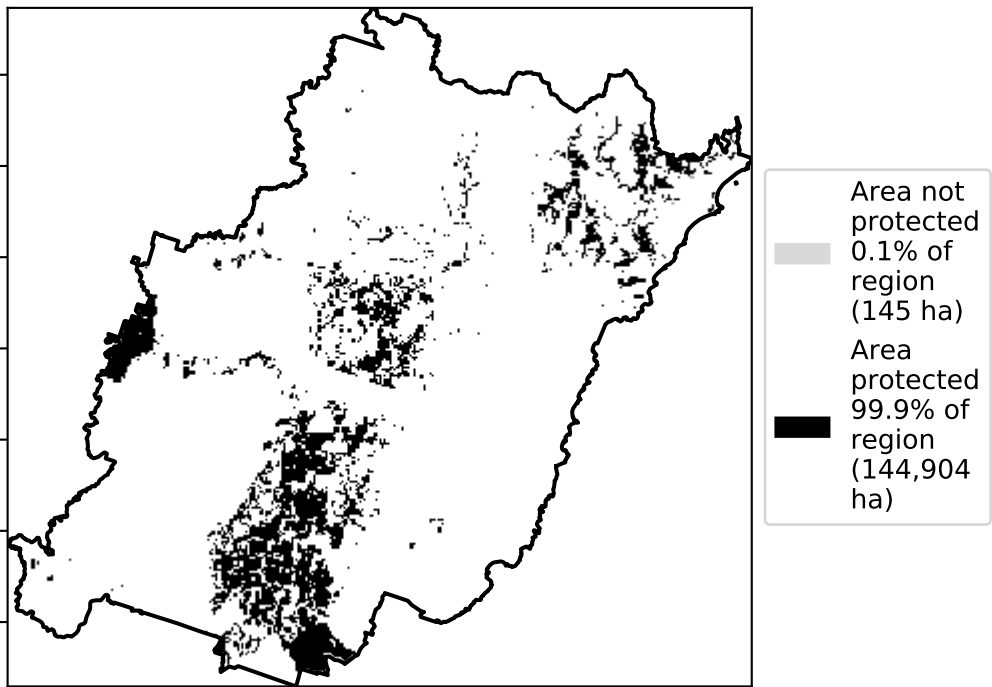 Area not
protected
0.1% of
region
(145 ha)
Area
protected
99.9% of
region
(144,904
ha)